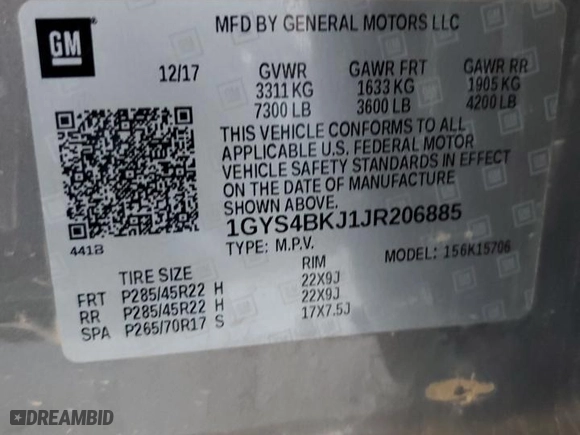 GM
MFD BY GENERAL MOTORS LLC
12/17 GVWR GAWR FRT GAWR RR
3311 KG 1633 KG 1905 KG
7300 LB 3600 LB 4200 LB
THIS VEHICLE CONFORMS TO ALL
APPLICABLE U.S. FEDERAL MOTOR
VEHICLE SAFETY STANDARDS IN EFFECT
ON THE DATE OF MANUFACTURE
SHOWN ABOVE.
1GYS4BKJ1JR206885
441B TYPE: M.P.V. MODEL: 156K15706
TIRE SIZE RIM
FRT P285/45R22 H 22X9J
RR P285/45R22 H 22X9J
SPA P265/70R17 S 17X7.5J
DREAMBID